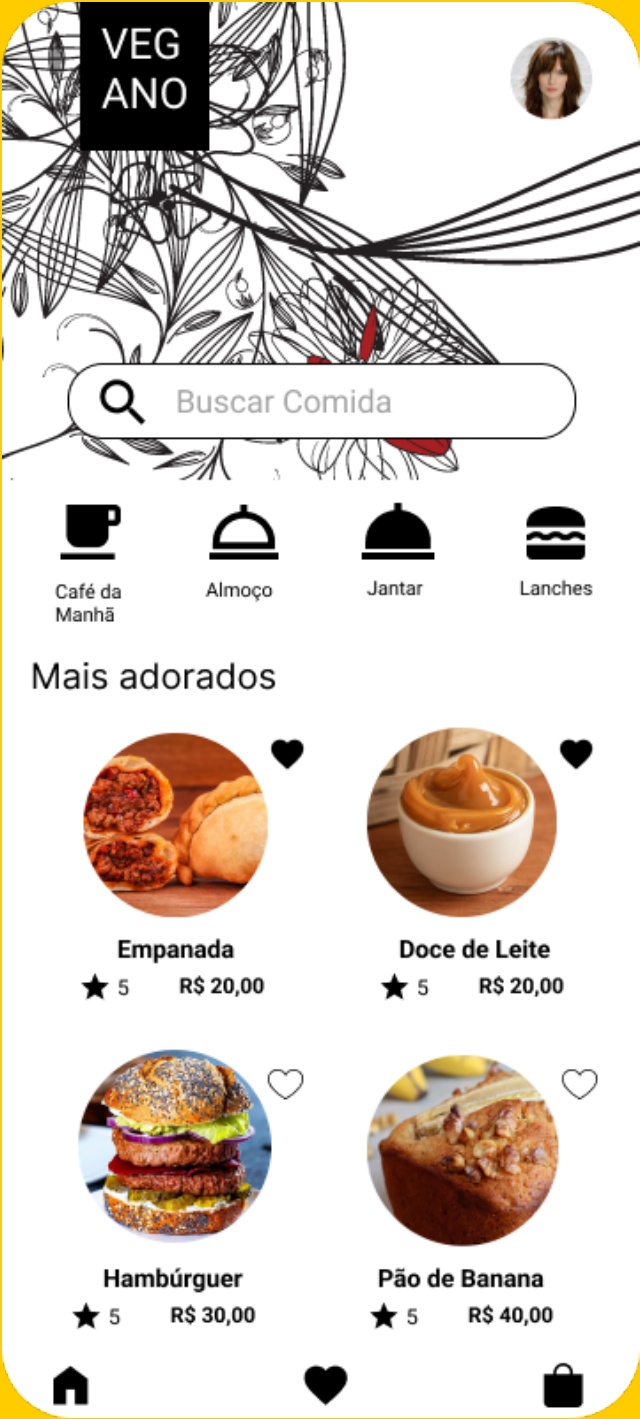 VEG
ANO
Buscar Comida
Café da
Manhã
Almoço
Jantar
Lanches
Mais adorados
Empanada
5 R$ 20,00
Doce de Leite
5 R$ 20,00
Hambúrguer
5 R$ 30,00
Pão de Banana
5 R$ 40,00